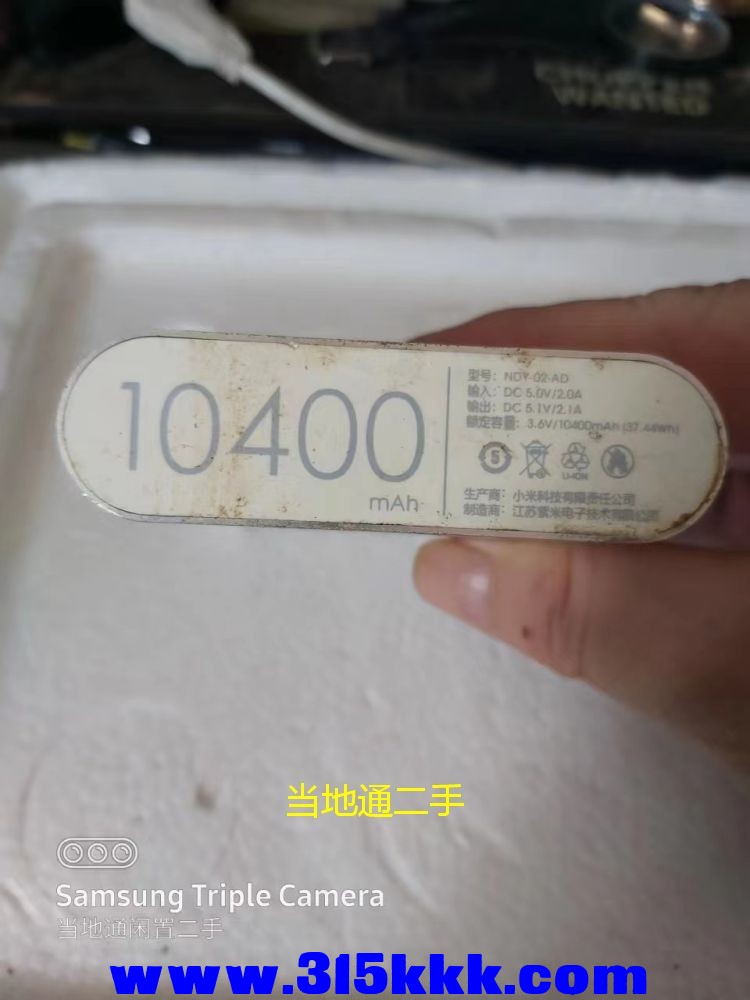 10400
mAh
型号：NDY-02-AD
输入：DC 5.0V/2.0A
输出：DC 5.1V/2.1A
额定容量：3.6V/10400mAh (37.44Wh)
5
LI-ION
生产商：小米科技有限责任公司
制造商：江苏紫米电子技术有限公司
当地通二手
Samsung Triple Camera
当地通闲置二手
www.315kkk.com